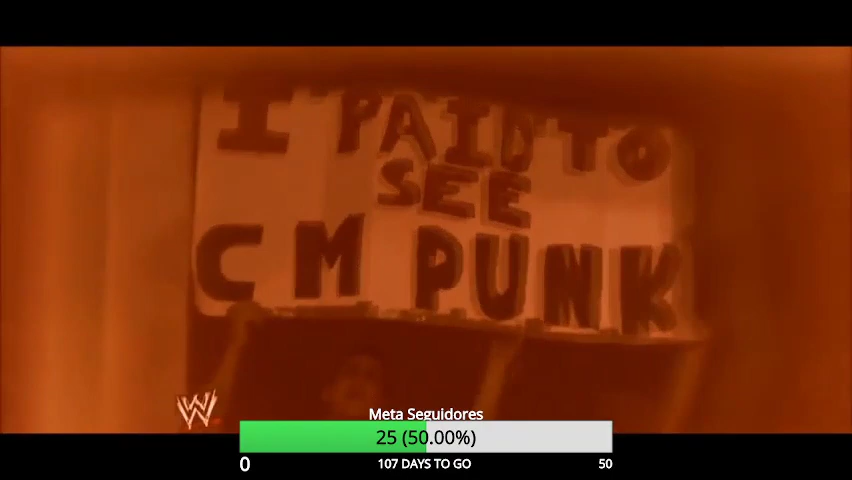 I PAID TO
SEE
CM PUNK
W
Meta Seguidores
25 (50.00%)
0
107 DAYS TO GO
50